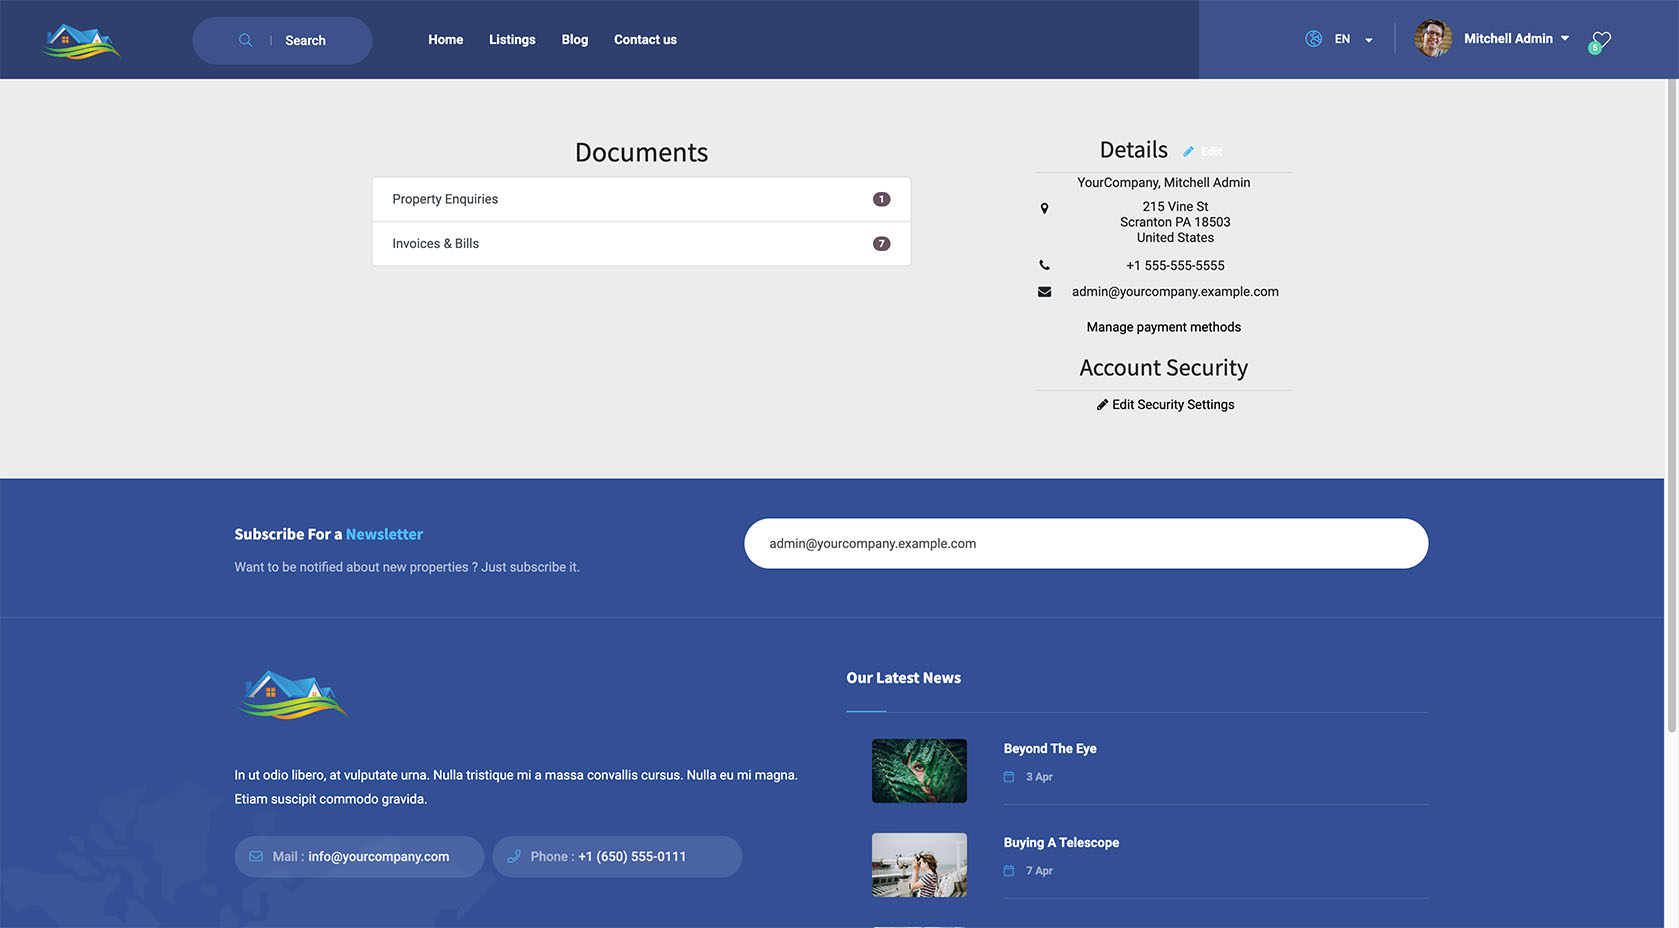 Search
Home
Listings
Blog
Contact us
EN
Mitchell Admin
5
Documents
Property Enquiries 1
Invoices & Bills 7
Details
Edit
YourCompany, Mitchell Admin
215 Vine St
Scranton PA 18503
United States
+1 555-555-5555
admin@yourcompany.example.com
Manage payment methods
Account Security
Edit Security Settings
Subscribe For a Newsletter
Want to be notified about new properties ? Just subscribe it.
admin@yourcompany.example.com
In ut odio libero, at vulputate urna. Nulla tristique mi a massa convallis cursus. Nulla eu mi magna.
Etiam suscipit commodo gravida.
Mail : info@yourcompany.com
Phone : +1 (650) 555-0111
Our Latest News
Beyond The Eye
3 Apr
Buying A Telescope
7 Apr